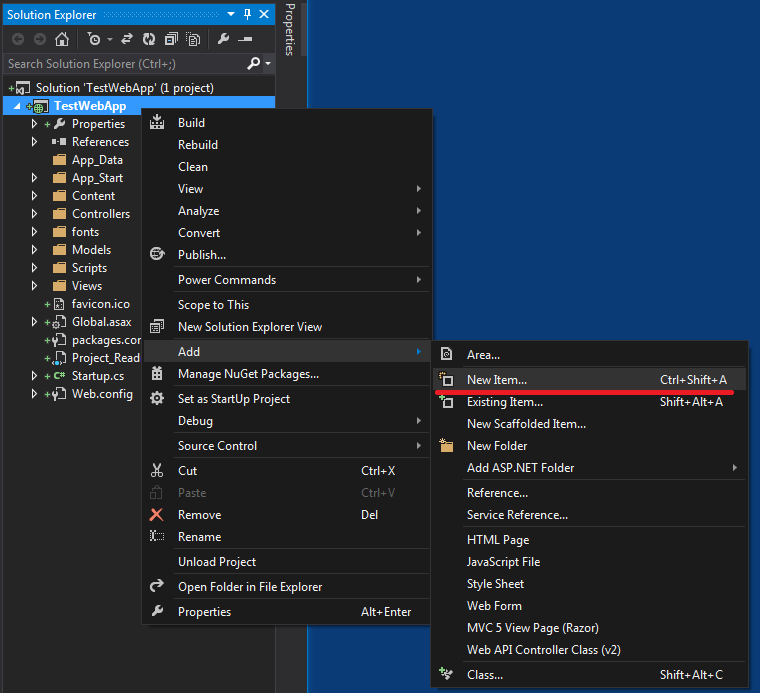 Solution Explorer
Properties
Search Solution Explorer (Ctrl+;)
Solution 'TestWebApp' (1 project)
TestWebApp
Properties
References
App_Data
App_Start
Content
Controllers
fonts
Models
Scripts
Views
favicon.ico
Global.asax
packages.con
Project_Read
C# Startup.cs
Web.config
Build
Rebuild
Clean
View
Analyze
Convert
Publish...
Power Commands
Scope to This
New Solution Explorer View
Add
Manage NuGet Packages...
Set as StartUp Project
Debug
Source Control
Cut Ctrl+X
Paste Ctrl+V
Remove Del
Rename
Unload Project
Open Folder in File Explorer
Properties Alt+Enter
Area...
New Item... Ctrl+Shift+A
Existing Item... Shift+Alt+A
New Scaffolded Item...
New Folder
Add ASP.NET Folder
Reference...
Service Reference...
HTML Page
JavaScript File
Style Sheet
Web Form
MVC 5 View Page (Razor)
Web API Controller Class (v2)
Class... Shift+Alt+C